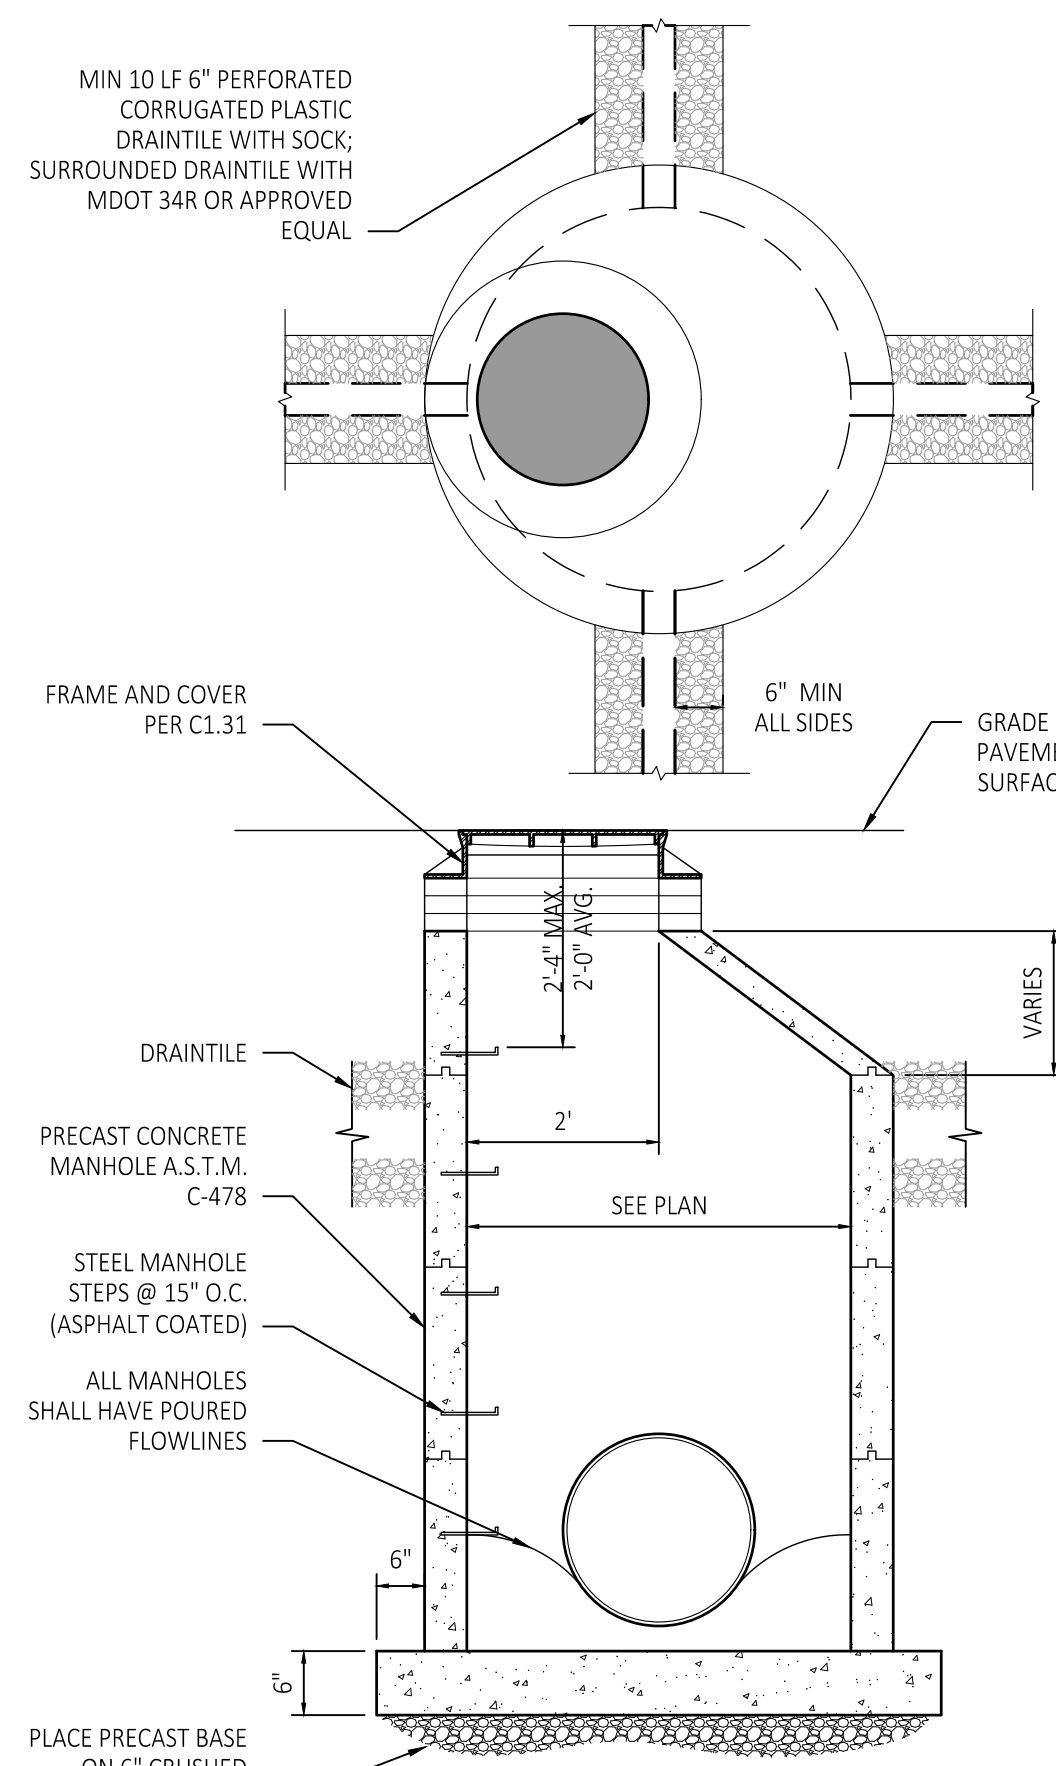 MIN 10 LF 6" PERFORATED
CORRUGATED PLASTIC
DRAINTILE WITH SOCK;
SURROUNDED DRAINTILE WITH
MDOT 34R OR APPROVED
EQUAL
6" MIN
ALL SIDES
FRAME AND COVER
PER C1.31
GRADE
PAVEME
SURFAC
2'-4" MAX.
2'-0" AVG.
VARIES
DRAINTILE
2'
PRECAST CONCRETE
MANHOLE A.S.T.M.
C-478
SEE PLAN
STEEL MANHOLE
STEPS @ 15" O.C.
(ASPHALT COATED)
ALL MANHOLES
SHALL HAVE POURED
FLOWLINES
6"
6"
PLACE PRECAST BASE
ON 6" CRUSHED